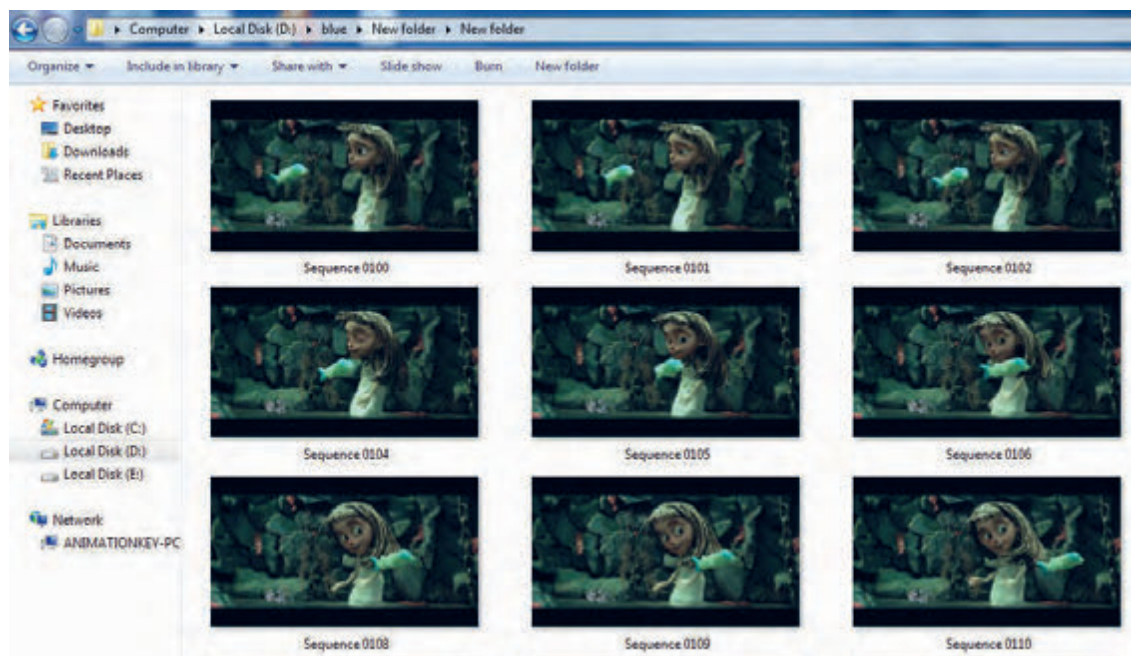 Computer ▸ Local Disk (D:) ▸ blue ▸ New folder ▸ New folder
Organize Include in library Share with Slide show Burn New folder
Favorites
Desktop
Downloads
Recent Places
Libraries
Documents
Music
Pictures
Videos
Homegroup
Computer
Local Disk (C:)
Local Disk (D:)
Local Disk (E:)
Network
ANIMATIONKEY-PC
Sequence 0100 Sequence 0101 Sequence 0102
Sequence 0104 Sequence 0105 Sequence 0106
Sequence 0108 Sequence 0109 Sequence 0110